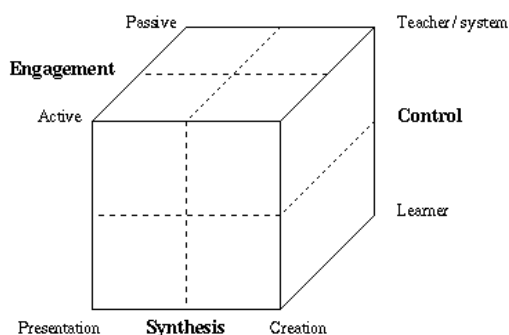 Passive
Teacher / system
Engagement
Active
Control
Learner
Presentation
Synthesis
Creation